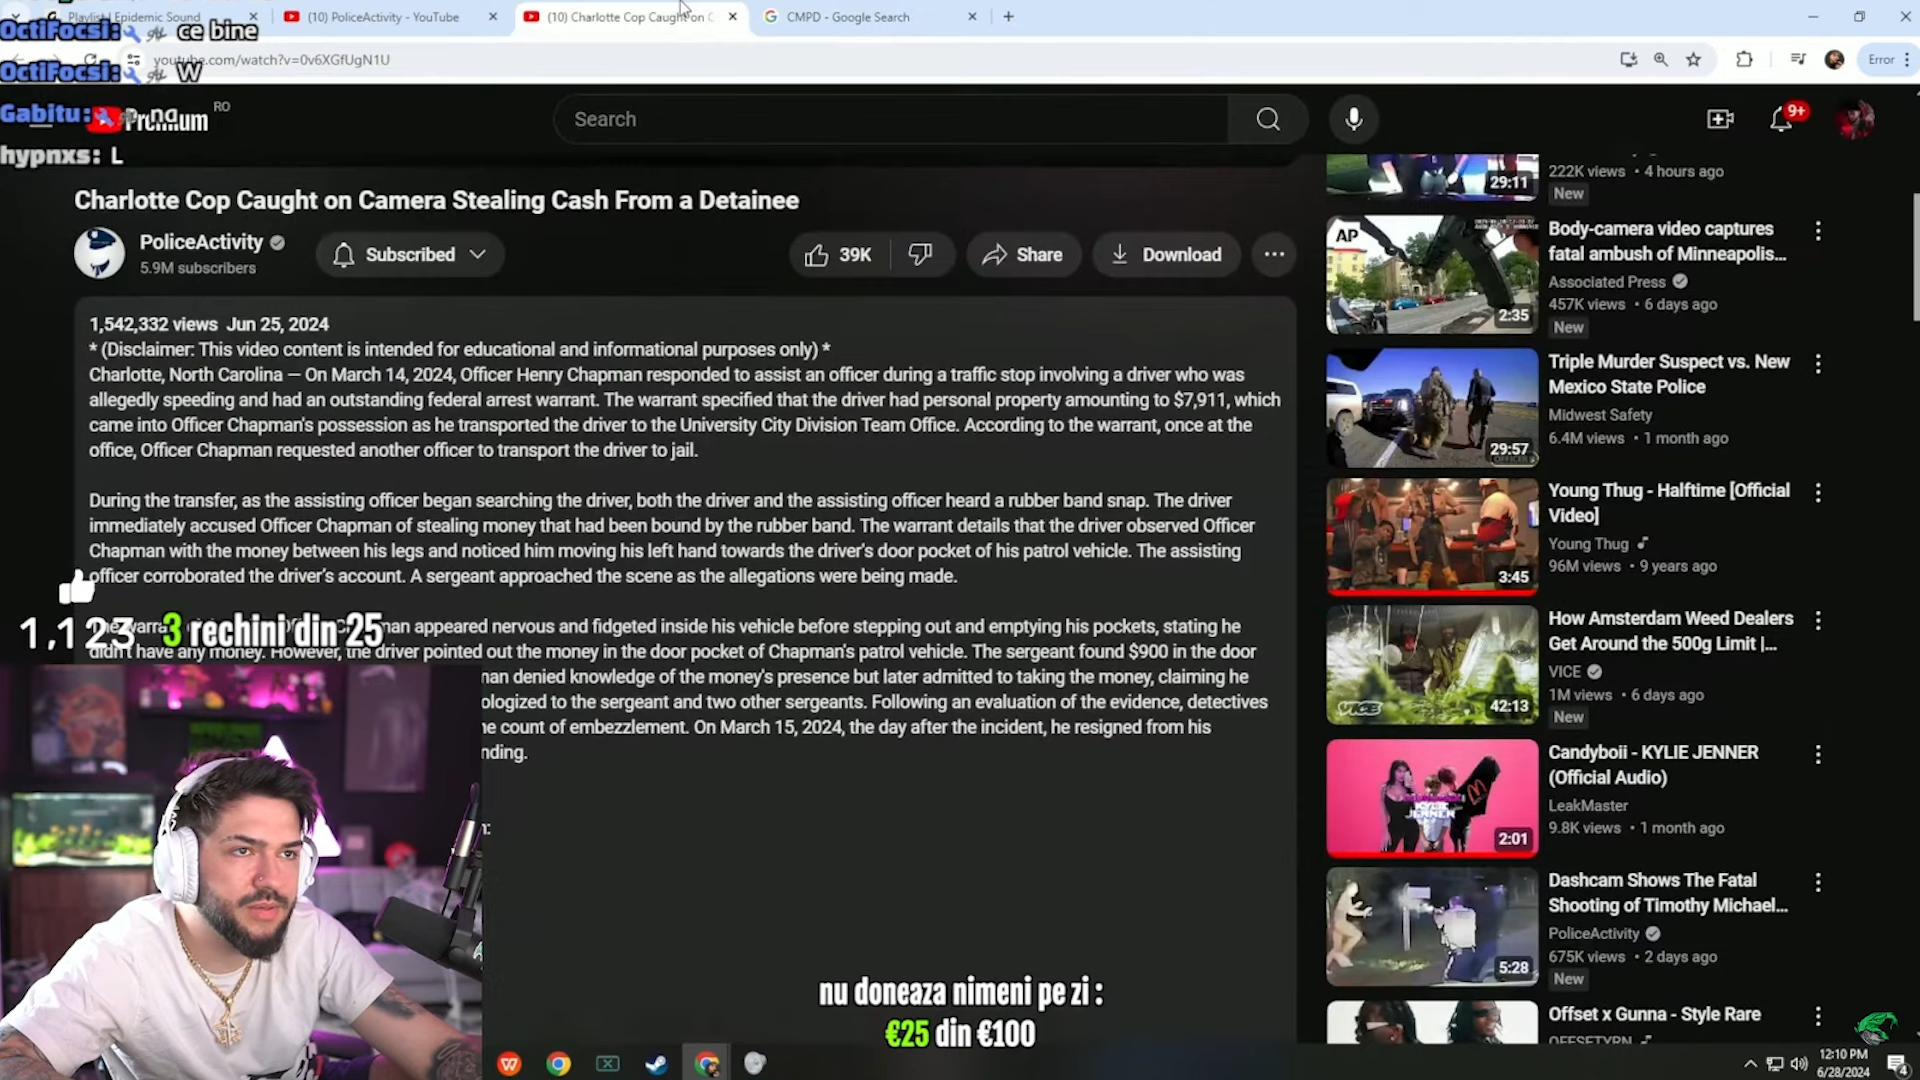 Playlist | Epidemic Sound
(10) PoliceActivity - YouTube
(10) Charlotte Cop Caught on C
CMPD - Google Search
OctiFocsi: ce bine
youtube.com/watch?v=0v6XGfUgN1U
Error
OctiFocsi: W
Gabitu: na
Premium
RO
Search
9+
hypnxs: L
Charlotte Cop Caught on Camera Stealing Cash From a Detainee
PoliceActivity
5.9M subscribers
Subscribed
39K
Share
Download
1,542,332 views Jun 25, 2024
* (Disclaimer: This video content is intended for educational and informational purposes only) *
Charlotte, North Carolina — On March 14, 2024, Officer Henry Chapman responded to assist an officer during a traffic stop involving a driver who was
allegedly speeding and had an outstanding federal arrest warrant. The warrant specified that the driver had personal property amounting to $7,911, which
came into Officer Chapman's possession as he transported the driver to the University City Division Team Office. According to the warrant, once at the
office, Officer Chapman requested another officer to transport the driver to jail.
During the transfer, as the assisting officer began searching the driver, both the driver and the assisting officer heard a rubber band snap. The driver
immediately accused Officer Chapman of stealing money that had been bound by the rubber band. The warrant details that the driver observed Officer
Chapman with the money between his legs and noticed him moving his left hand towards the driver's door pocket of his patrol vehicle. The assisting
officer corroborated the driver's account. A sergeant approached the scene as the allegations were being made.
man appeared nervous and fidgeted inside his vehicle before stepping out and emptying his pockets, stating he
didn't have any money. However, the driver pointed out the money in the door pocket of Chapman's patrol vehicle. The sergeant found $900 in the door
man denied knowledge of the money's presence but later admitted to taking the money, claiming he
ologized to the sergeant and two other sergeants. Following an evaluation of the evidence, detectives
ne count of embezzlement. On March 15, 2024, the day after the incident, he resigned from his
nding.
n:
1,123
3 rechini din 25
nu doneaza nimeni pe zi :
€25 din €100
29:11
222K views • 4 hours ago
New
AP
2:35
Body-camera video captures
fatal ambush of Minneapolis...
Associated Press
457K views • 6 days ago
New
29:57
Triple Murder Suspect vs. New
Mexico State Police
Midwest Safety
6.4M views • 1 month ago
3:45
Young Thug - Halftime [Official
Video]
Young Thug
96M views • 9 years ago
VICE
42:13
How Amsterdam Weed Dealers
Get Around the 500g Limit |...
VICE
1M views • 6 days ago
New
KYLIE
JENNER
2:01
Candyboii - KYLIE JENNER
(Official Audio)
LeakMaster
9.8K views • 1 month ago
5:28
Dashcam Shows The Fatal
Shooting of Timothy Michael...
PoliceActivity
675K views • 2 days ago
New
Offset x Gunna - Style Rare
OFFSETYRN
12:10 PM
6/28/2024
4